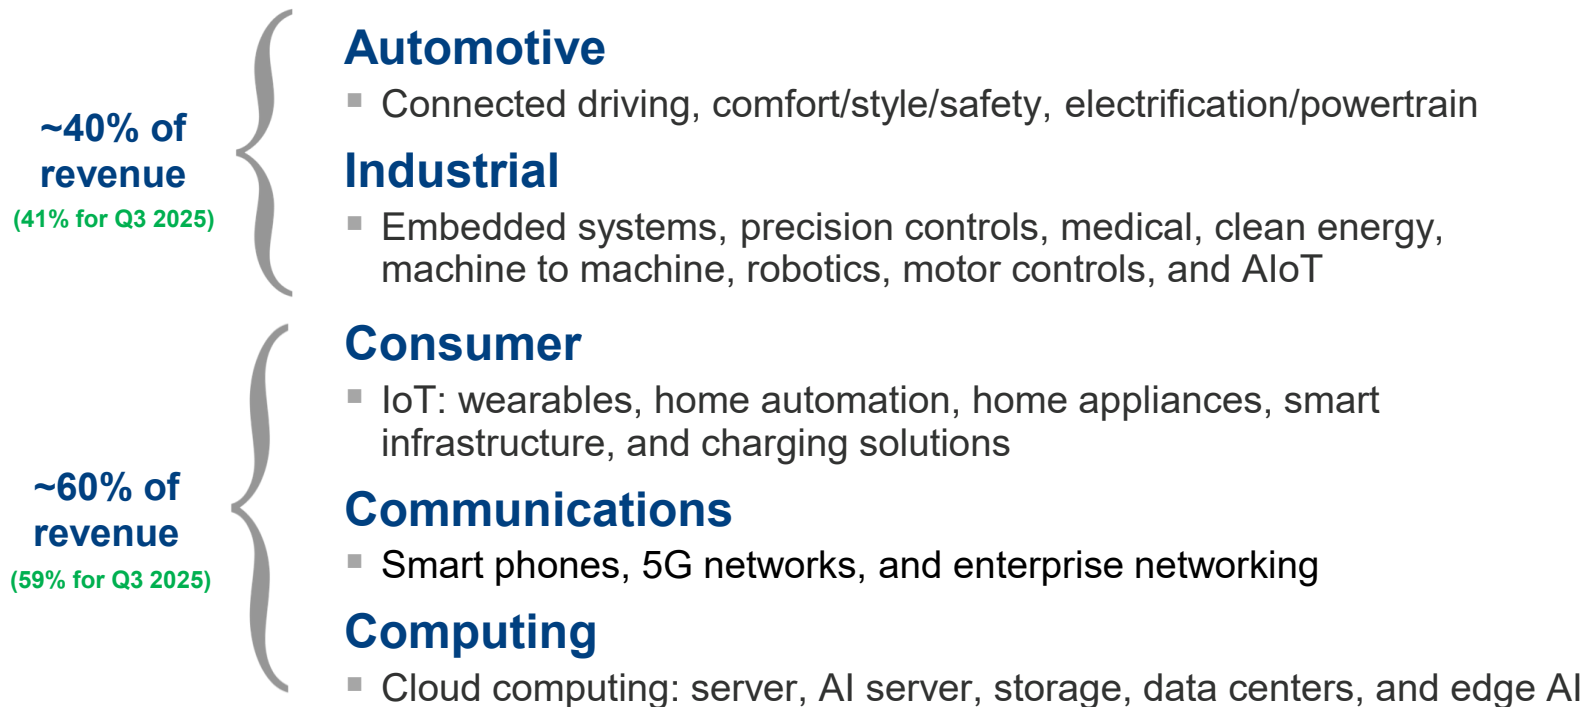 ~40% of
revenue
(41% for Q3 2025)
Automotive
▪ Connected driving, comfort/style/safety, electrification/powertrain
Industrial
▪ Embedded systems, precision controls, medical, clean energy,
machine to machine, robotics, motor controls, and AIoT
~60% of
revenue
(59% for Q3 2025)
Consumer
▪ IoT: wearables, home automation, home appliances, smart
infrastructure, and charging solutions
Communications
▪ Smart phones, 5G networks, and enterprise networking
Computing
▪ Cloud computing: server, AI server, storage, data centers, and edge AI